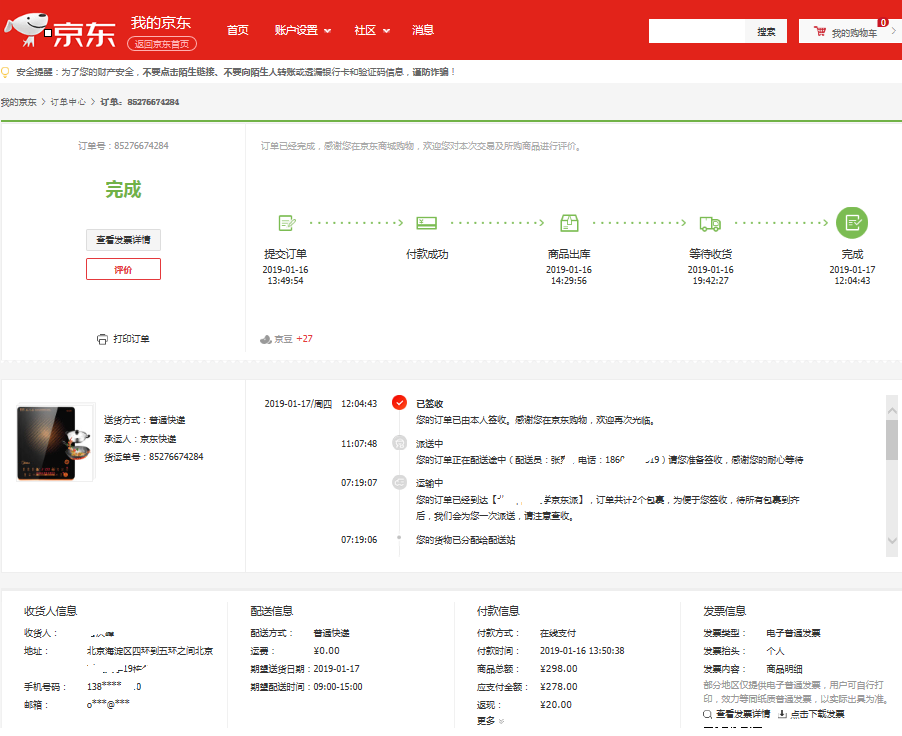 京东
我的京东
返回京东首页
首页
账户设置
社区
消息
搜索
我的购物车
0
安全提醒：为了您的财产安全，不要点击陌生链接、不要向陌生人转账或透漏银行卡和验证码信息，谨防诈骗！
我的京东 > 订单中心 > 订单：85276674284
订单号：85276674284
完成
查看发票详情
评价
打印订单
订单已经完成，感谢您在京东商城购物，欢迎您对本次交易及所购商品进行评价。
提交订单
2019-01-16
13:49:54
付款成功
商品出库
2019-01-16
14:29:56
等待收货
2019-01-16
19:42:27
完成
2019-01-17
12:04:43
京豆 +27
送货方式：普通快递
承运人：京东快递
货运单号：85276674284
2019-01-17/周四 12:04:43 已签收
您的订单已由本人签收。感谢您在京东购物，欢迎再次光临。
11:07:48 派送中
您的订单正在配送途中（配送员：张 ，电话：186 019）请您准备签收，感谢您的耐心等待
07:19:07 运输中
您的订单已经到达【 京东派】，订单共计2个包裹，为便于您签收，待所有包裹到齐
后，我们会为您一次派送，请注意查收。
07:19:06 您的货物已分配给配送站
收货人信息
收货人：
地址： 北京海淀区四环到五环之间北京
19
手机号码： 138**** 0
邮箱： o***@***
配送信息
配送方式： 普通快递
运费： ¥0.00
期望送货日期：2019-01-17
期望配送时间：09:00-15:00
付款信息
付款方式： 在线支付
付款时间： 2019-01-16 13:50:38
商品总额： ¥298.00
应支付金额： ¥278.00
返现： ¥20.00
更多
发票信息
发票类型： 电子普通发票
发票抬头： 个人
发票内容： 商品明细
部分地区仅提供电子普通发票，用户可自行打
印，效力等同纸质普通发票，以实际出具为准。
查看发票详情 点击下载发票